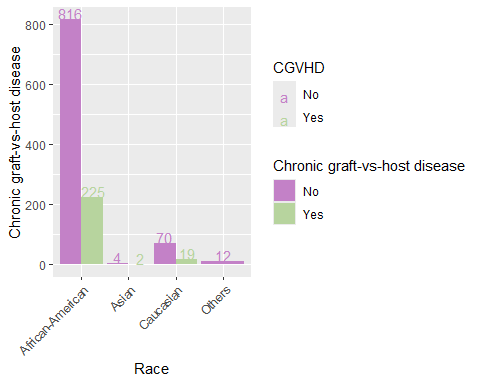 816
800
600
400
200
0
225
4
2
70
19
12
Chronic graft-vs-host disease
African-American
Asian
Caucasian
Others
Race
CGVHD
a No
a Yes
Chronic graft-vs-host disease
No
Yes